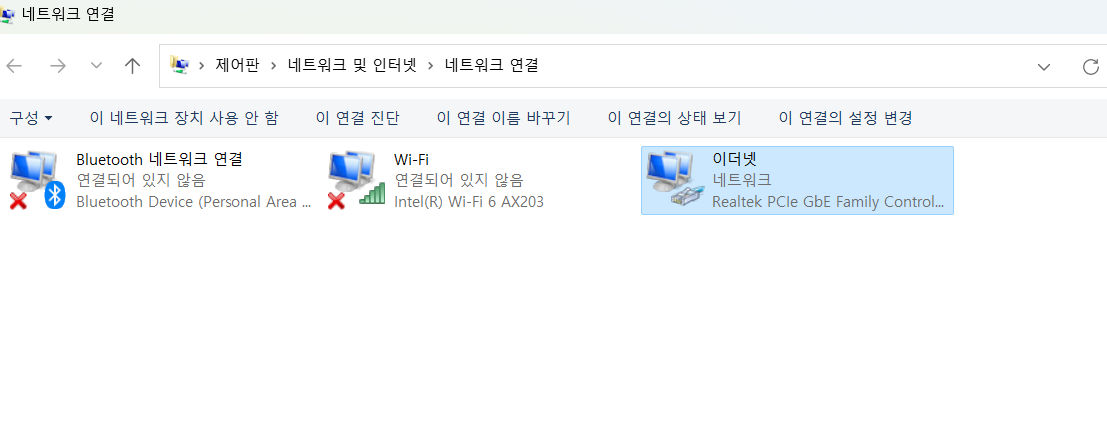 네트워크 연결
제어판 > 네트워크 및 인터넷 > 네트워크 연결
구성 이 네트워크 장치 사용 안 함 이 연결 진단 이 연결 이름 바꾸기 이 연결의 상태 보기 이 연결의 설정 변경
Bluetooth 네트워크 연결
연결되어 있지 않음
Bluetooth Device (Personal Area ...
Wi-Fi
연결되어 있지 않음
Intel(R) Wi-Fi 6 AX203
이더넷
네트워크
Realtek PCIe GbE Family Control...